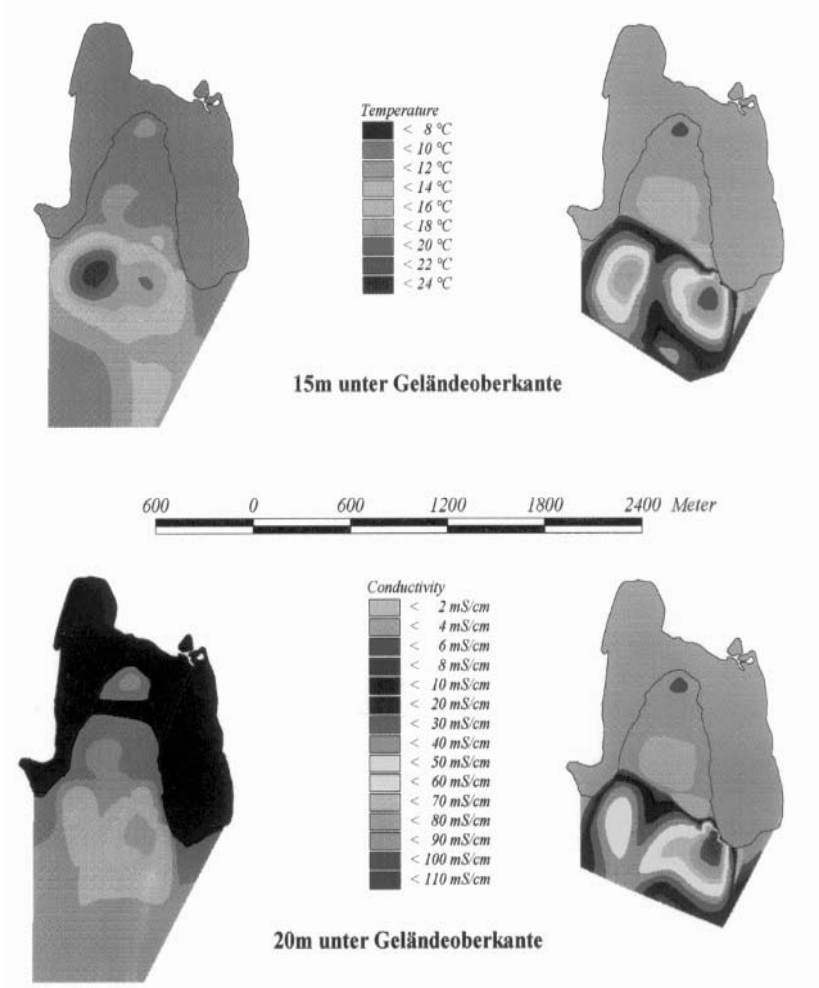 Temperature
< 8 °C
< 10 °C
< 12 °C
< 14 °C
< 16 °C
< 18 °C
< 20 °C
< 22 °C
< 24 °C
15m unter Geländeoberkante
600 0 600 1200 1800 2400 Meter
Conductivity
< 2 mS/cm
< 4 mS/cm
< 6 mS/cm
< 8 mS/cm
< 10 mS/cm
< 20 mS/cm
< 30 mS/cm
< 40 mS/cm
< 50 mS/cm
< 60 mS/cm
< 70 mS/cm
< 80 mS/cm
< 90 mS/cm
< 100 mS/cm
< 110 mS/cm
20m unter Geländeoberkante